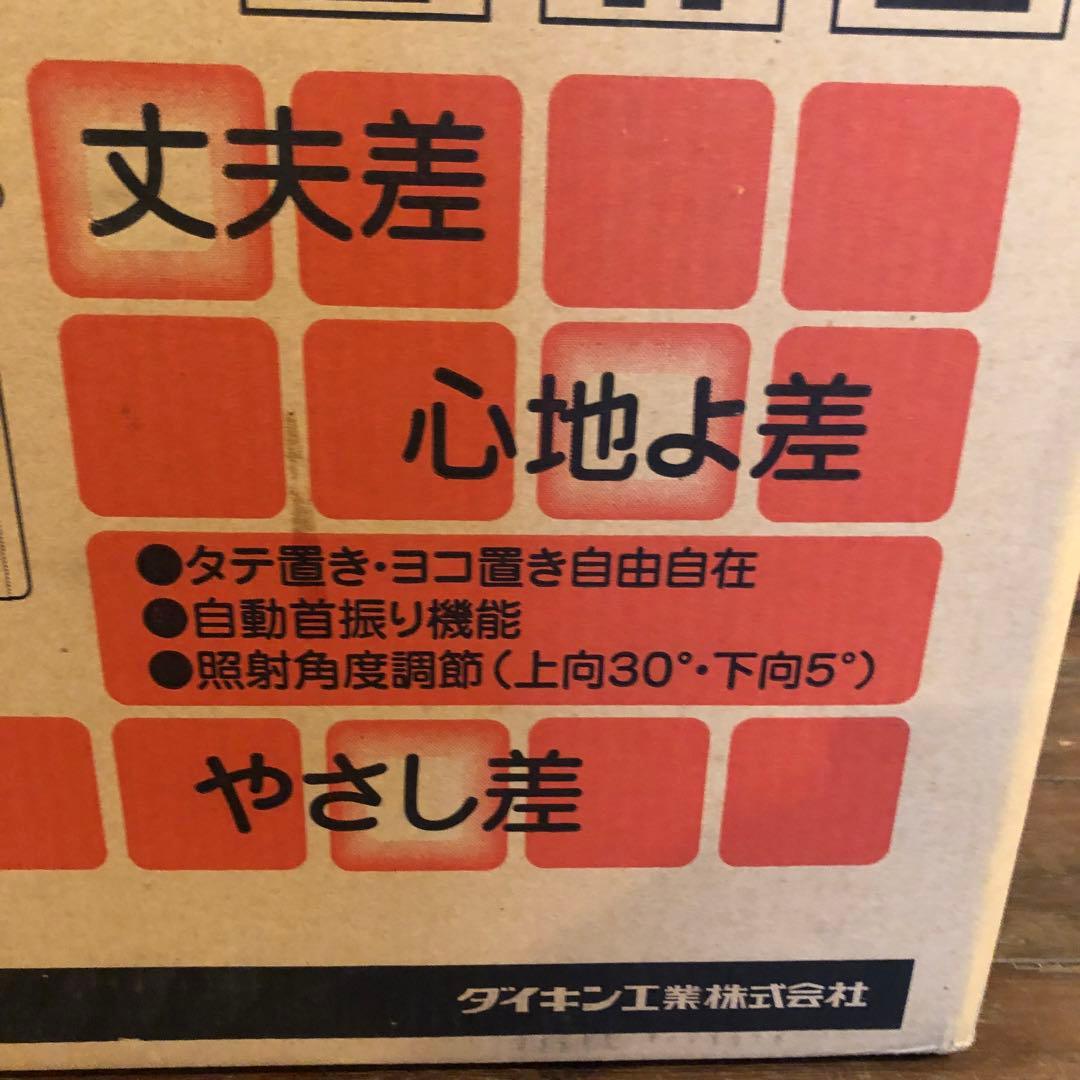 丈夫差
心地よ差
●タテ置き・ヨコ置き自由自在
●自動首振り機能
●照射角度調節(上向30°・下向5°)
やさし差
ダイキン工業株式会社